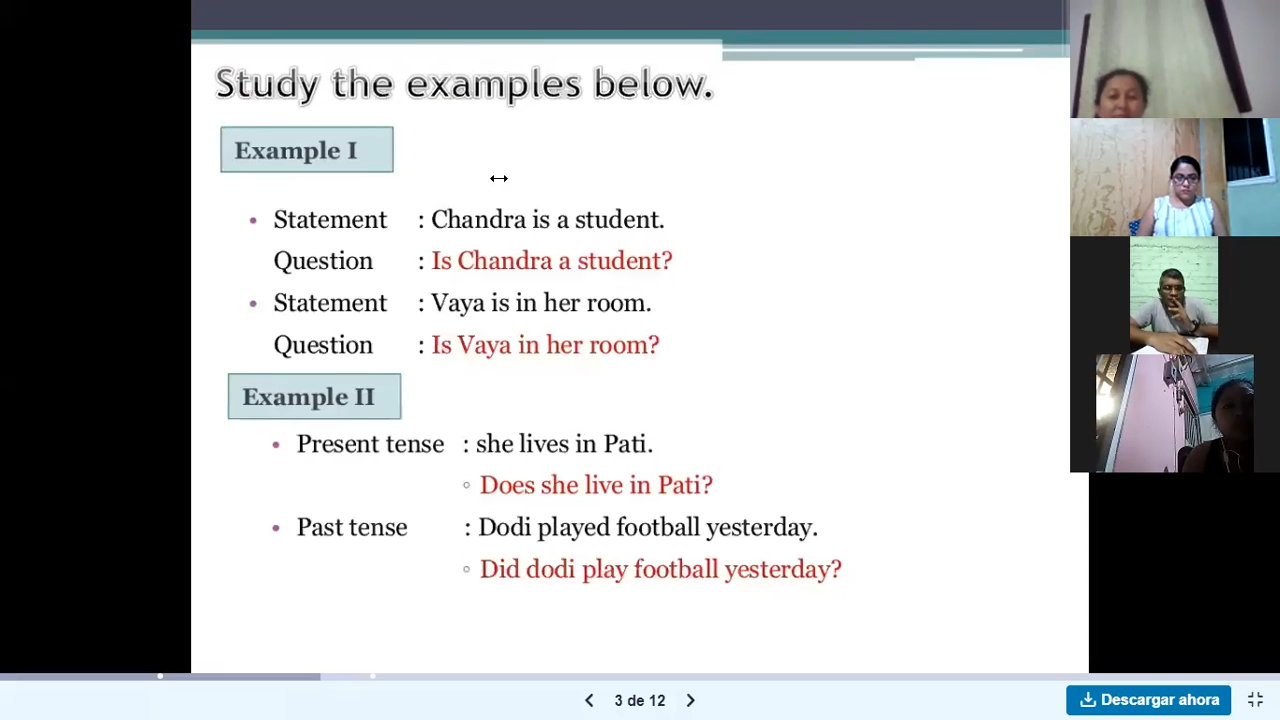 Study the examples below.
Example I
• Statement : Chandra is a student.
Question : Is Chandra a student?
• Statement : Vaya is in her room.
Question : Is Vaya in her room?
Example II
• Present tense : she lives in Pati.
◦ Does she live in Pati?
• Past tense : Dodi played football yesterday.
◦ Did dodi play football yesterday?
3 de 12
Descargar ahora